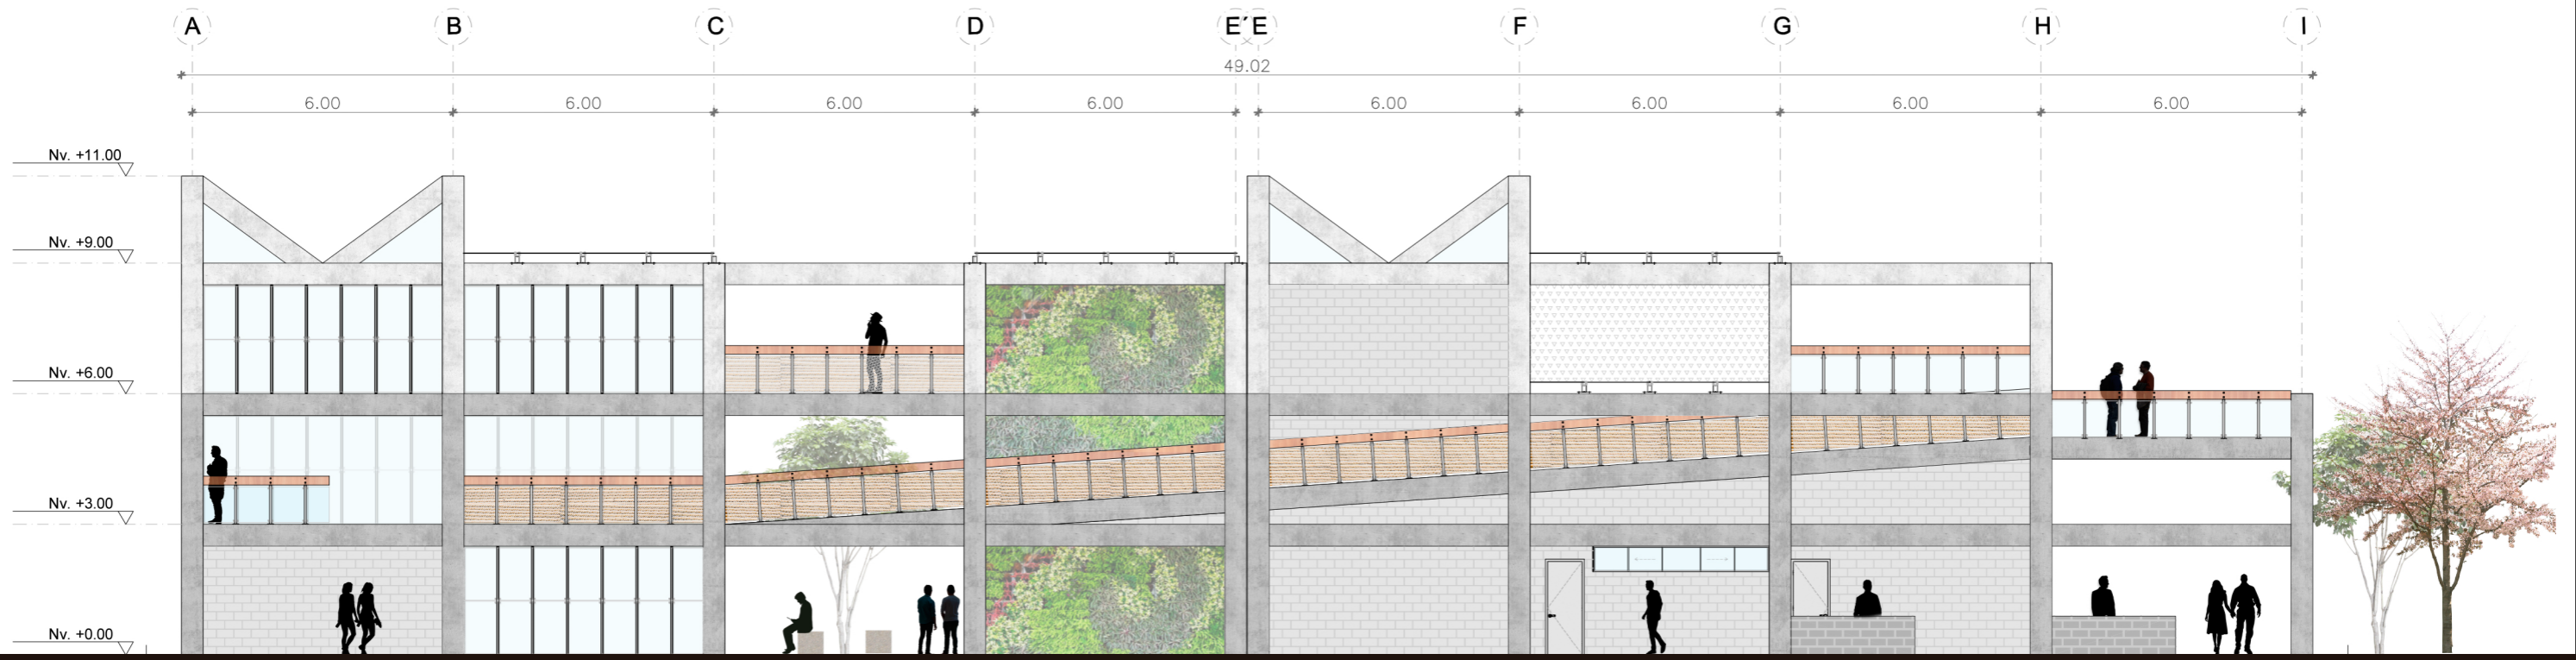 A B C D E´ E F G H I
49.02
6.00 6.00 6.00 6.00 6.00 6.00 6.00 6.00
Nv. +11.00
Nv. +9.00
Nv. +6.00
Nv. +3.00
Nv. +0.00